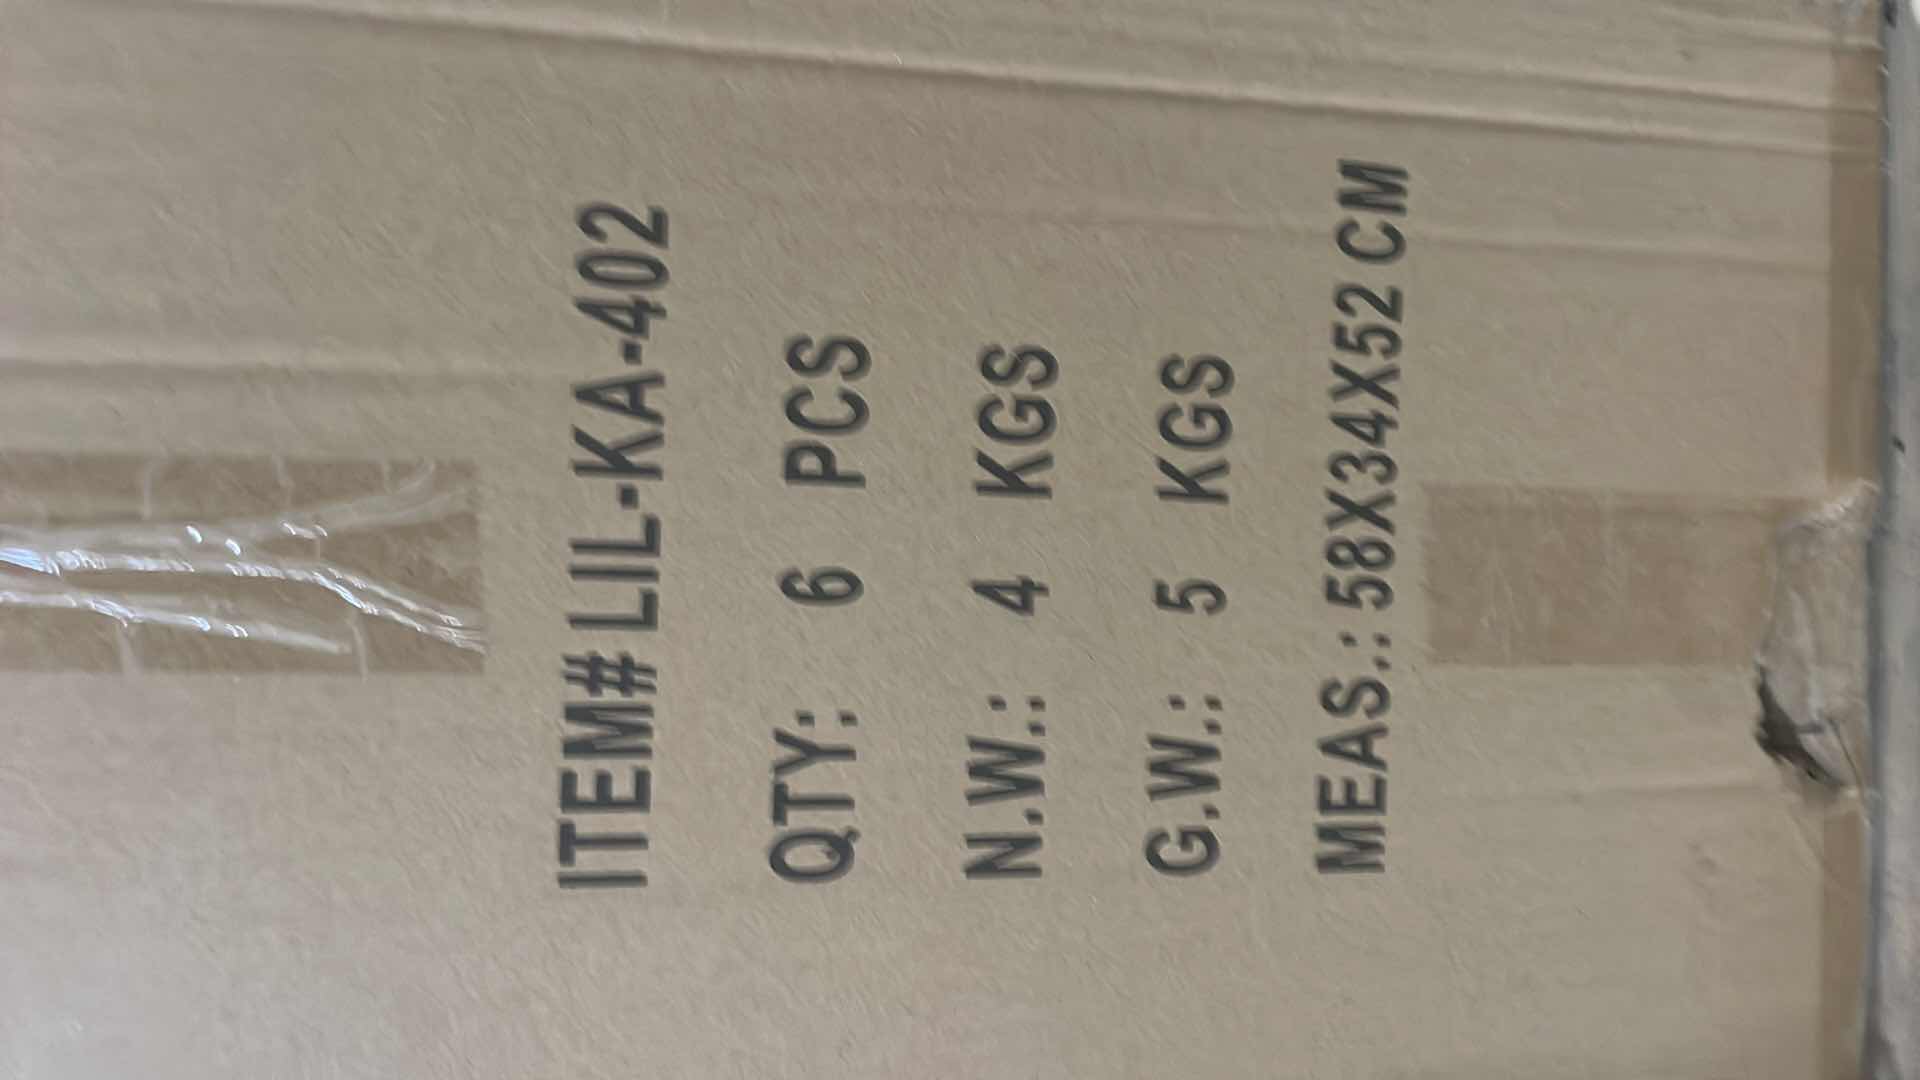 ITEM# LIL-KA-402
QTY: 6 PCS
N.W.: 4 KGS
G.W.: 5 KGS
MEAS.: 58X34X52 CM